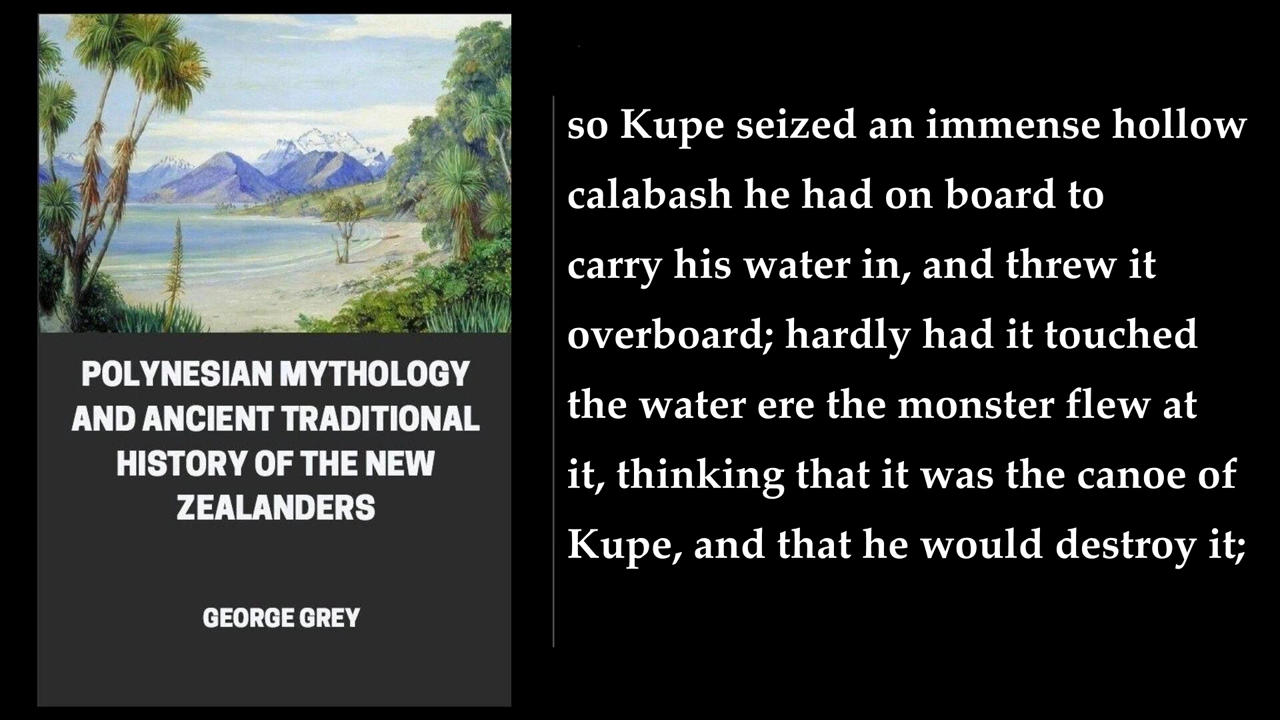 POLYNESIAN MYTHOLOGY
AND ANCIENT TRADITIONAL
HISTORY OF THE NEW
ZEALANDERS
GEORGE GREY
so Kupe seized an immense hollow
calabash he had on board to
carry his water in, and threw it
overboard; hardly had it touched
the water ere the monster flew at
it, thinking that it was the canoe of
Kupe, and that he would destroy it;